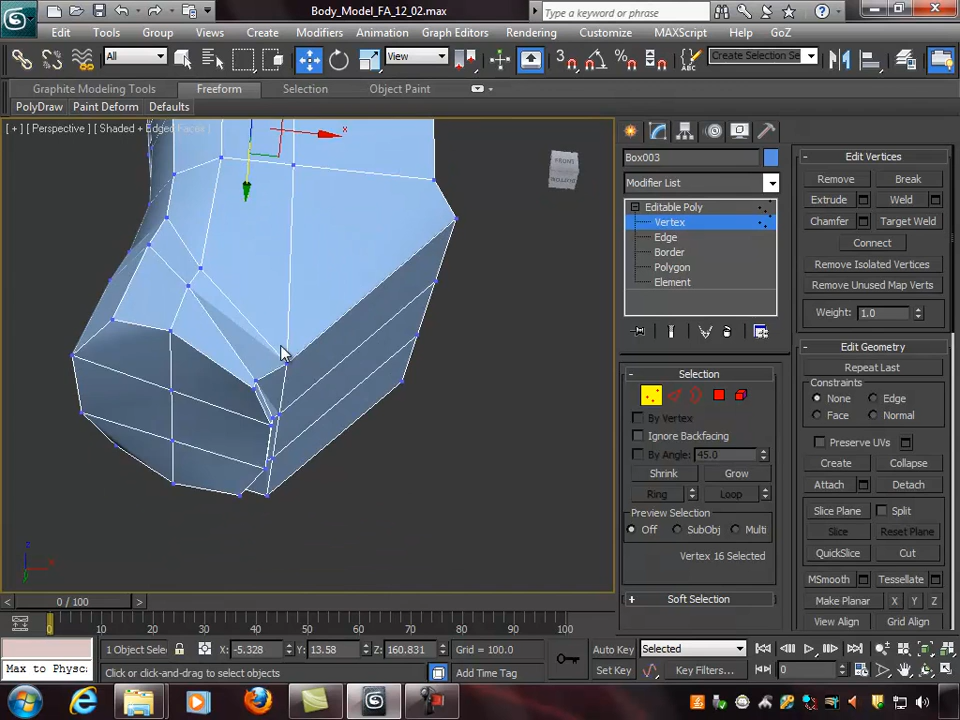 Body_Model_FA_12_02.max
Type a keyword or phrase
Edit Tools Group Views Create Modifiers Animation Graph Editors Rendering Customize MAXScript Help GoZ
All View Create Selection Se
Graphite Modeling Tools Freeform Selection Object Paint
PolyDraw Paint Deform Defaults
[ + ] [ Perspective ] [ Shaded + Edged Faces ]
Box003
Modifier List
Editable Poly
Vertex
Edge
Border
Polygon
Element
Selection
By Vertex
Ignore Backfacing
By Angle: 45.0
Shrink Grow
Ring Loop
Preview Selection
Off SubObj Multi
Vertex 16 Selected
Soft Selection
Edit Vertices
Remove Break
Extrude Weld
Chamfer Target Weld
Connect
Remove Isolated Vertices
Remove Unused Map Verts
Weight: 1.0
Edit Geometry
Repeat Last
Constraints
None Edge
Face Normal
Preserve UVs
Create Collapse
Attach Detach
Slice Plane Split
Slice Reset Plane
QuickSlice Cut
MSmooth Tessellate
Make Planar X Y Z
View Align Grid Align
x
z
x
0 / 100
0 10 20 30 40 50 60 70 80 90 100
1 Object Sele X: -5.328 Y: 13.58 Z: 160.831 Grid = 100.0 Auto Key Selected
Max to Physc Click or click-and-drag to select objects Add Time Tag Set Key Key Filters... 0